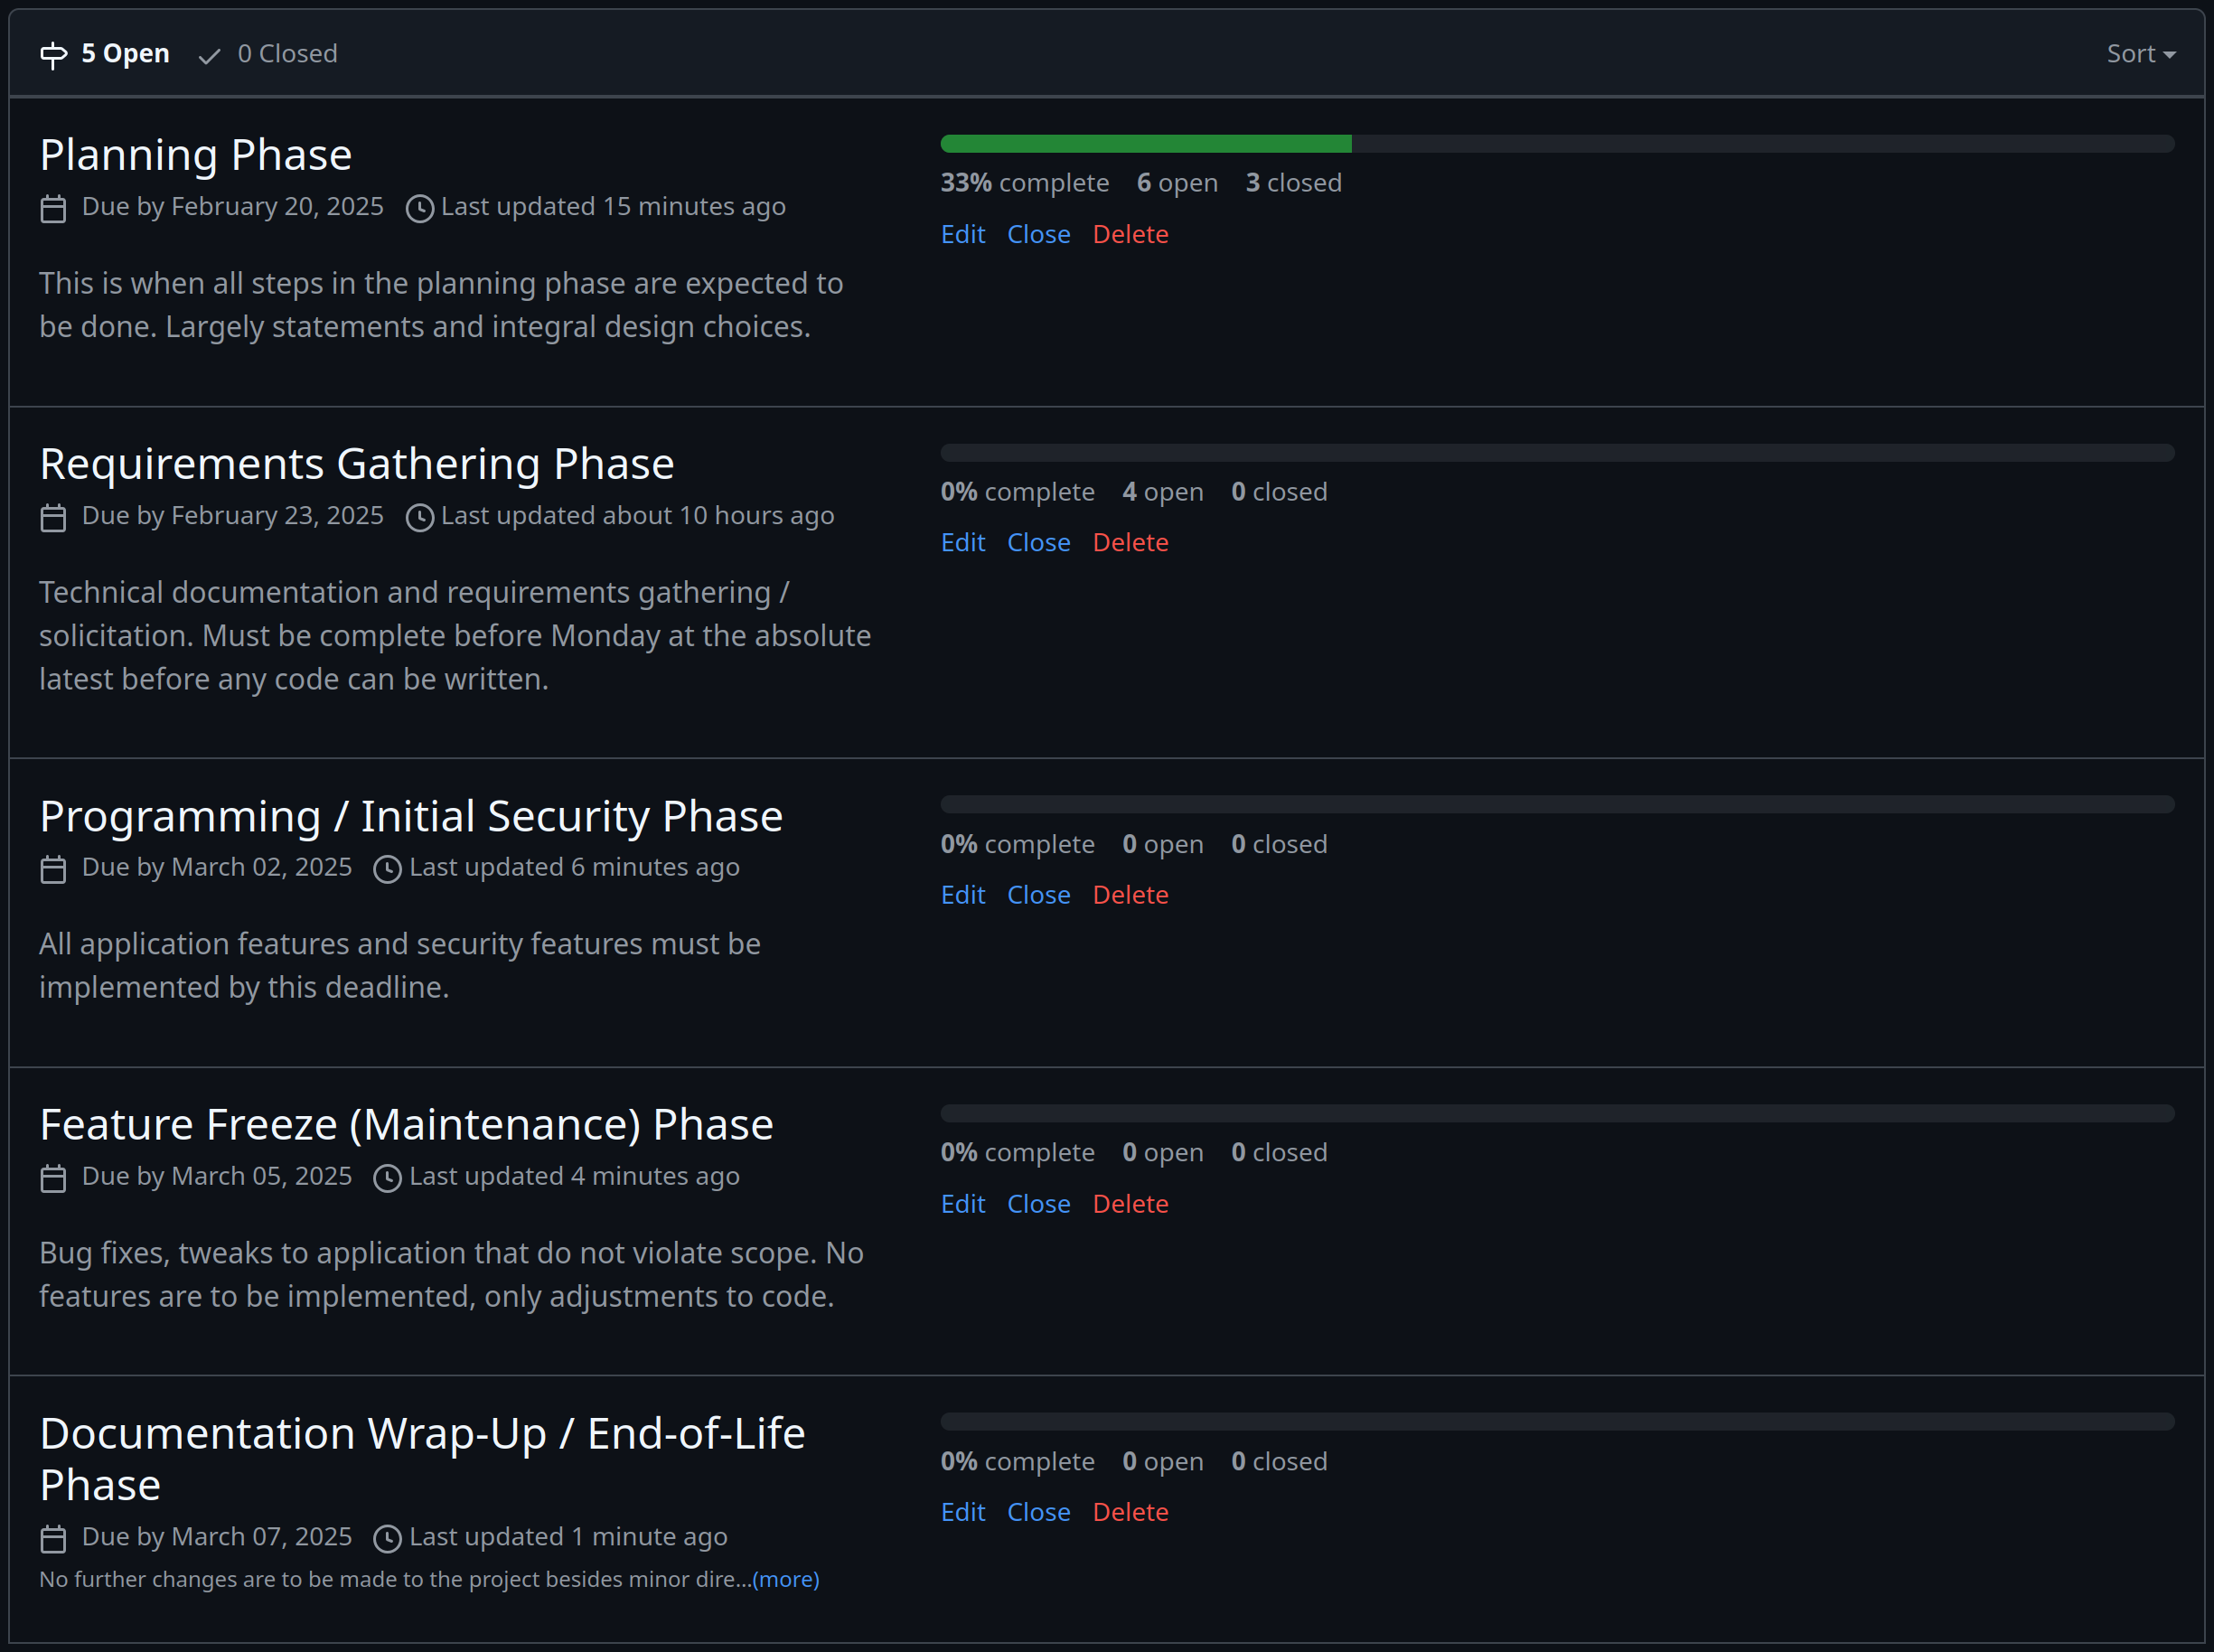 5 Open 0 Closed Sort
Planning Phase
33% complete 6 open 3 closed
Due by February 20, 2025 Last updated 15 minutes ago
Edit Close Delete
This is when all steps in the planning phase are expected to
be done. Largely statements and integral design choices.
Requirements Gathering Phase
0% complete 4 open 0 closed
Due by February 23, 2025 Last updated about 10 hours ago
Edit Close Delete
Technical documentation and requirements gathering /
solicitation. Must be complete before Monday at the absolute
latest before any code can be written.
Programming / Initial Security Phase
0% complete 0 open 0 closed
Due by March 02, 2025 Last updated 6 minutes ago
Edit Close Delete
All application features and security features must be
implemented by this deadline.
Feature Freeze (Maintenance) Phase
0% complete 0 open 0 closed
Due by March 05, 2025 Last updated 4 minutes ago
Edit Close Delete
Bug fixes, tweaks to application that do not violate scope. No
features are to be implemented, only adjustments to code.
Documentation Wrap-Up / End-of-Life
Phase
0% complete 0 open 0 closed
Edit Close Delete
Due by March 07, 2025 Last updated 1 minute ago
No further changes are to be made to the project besides minor dire...(more)